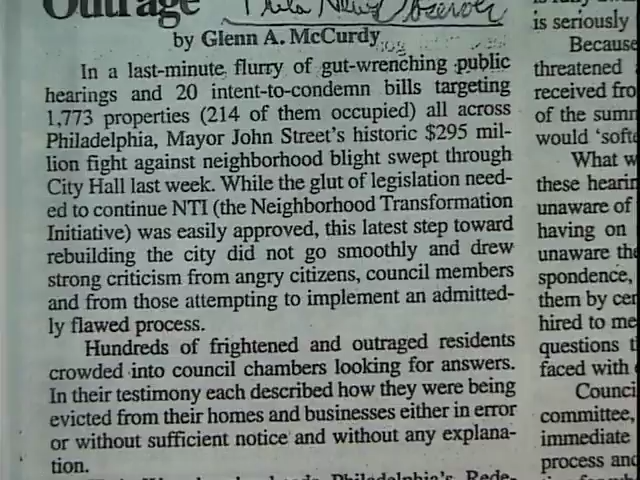 Outrage
Phila News Observer
by Glenn A. McCurdy
In a last-minute flurry of gut-wrenching public
hearings and 20 intent-to-condemn bills targeting
1,773 properties (214 of them occupied) all across
Philadelphia, Mayor John Street's historic $295 mil-
lion fight against neighborhood blight swept through
City Hall last week. While the glut of legislation need-
ed to continue NTI (the Neighborhood Transformation
Initiative) was easily approved, this latest step toward
rebuilding the city did not go smoothly and drew
strong criticism from angry citizens, council members
and from those attempting to implement an admitted-
ly flawed process.
Hundreds of frightened and outraged residents
crowded into council chambers looking for answers.
In their testimony each described how they were being
evicted from their homes and businesses either in error
or without sufficient notice and without any explana-
tion.
Philadelphia's Rede-
is seriously
Because
threatened
received fro
of the summ
would 'softe
What w
these hearin
unaware of
having on
unaware the
spondence,
them by cer
hired to me
questions t
faced with
Counci
committee,
immediate
process and